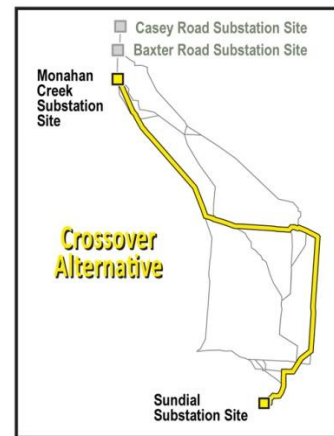 Casey Road Substation Site
Baxter Road Substation Site
Monahan
Creek
Substation
Site
Crossover
Alternative
Sundial
Substation Site